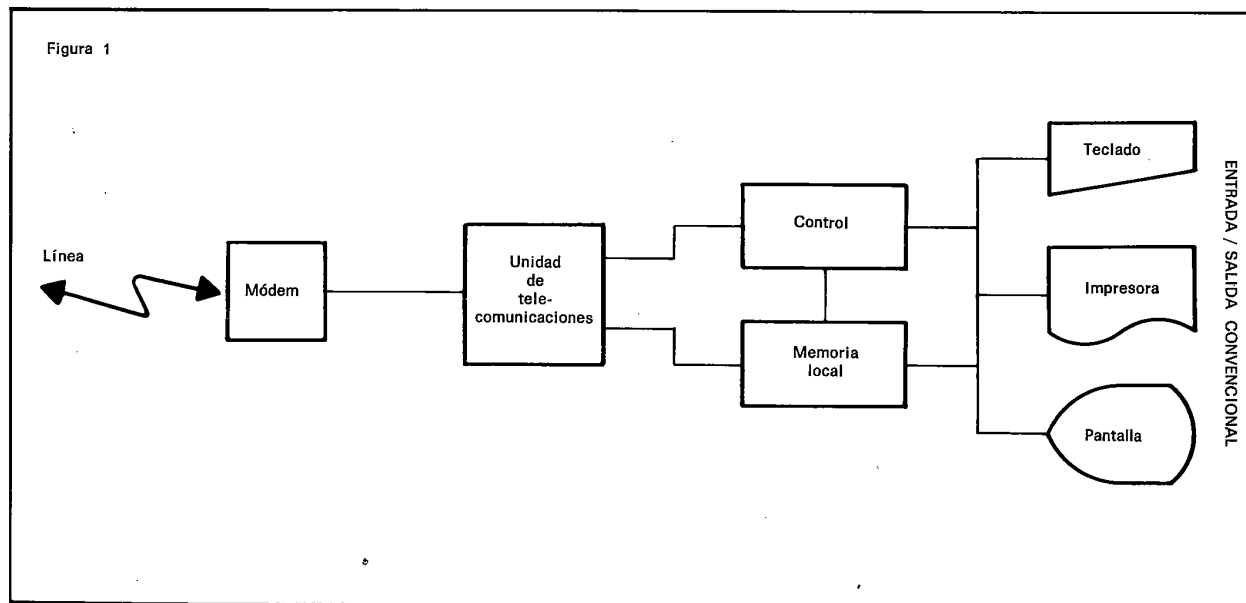 Figura 1
Línea
Módem
Unidad
de
tele-
comunicaciones
Control
Memoria
local
Teclado
Impresora
Pantalla
ENTRADA / SALIDA CONVENCIONAL